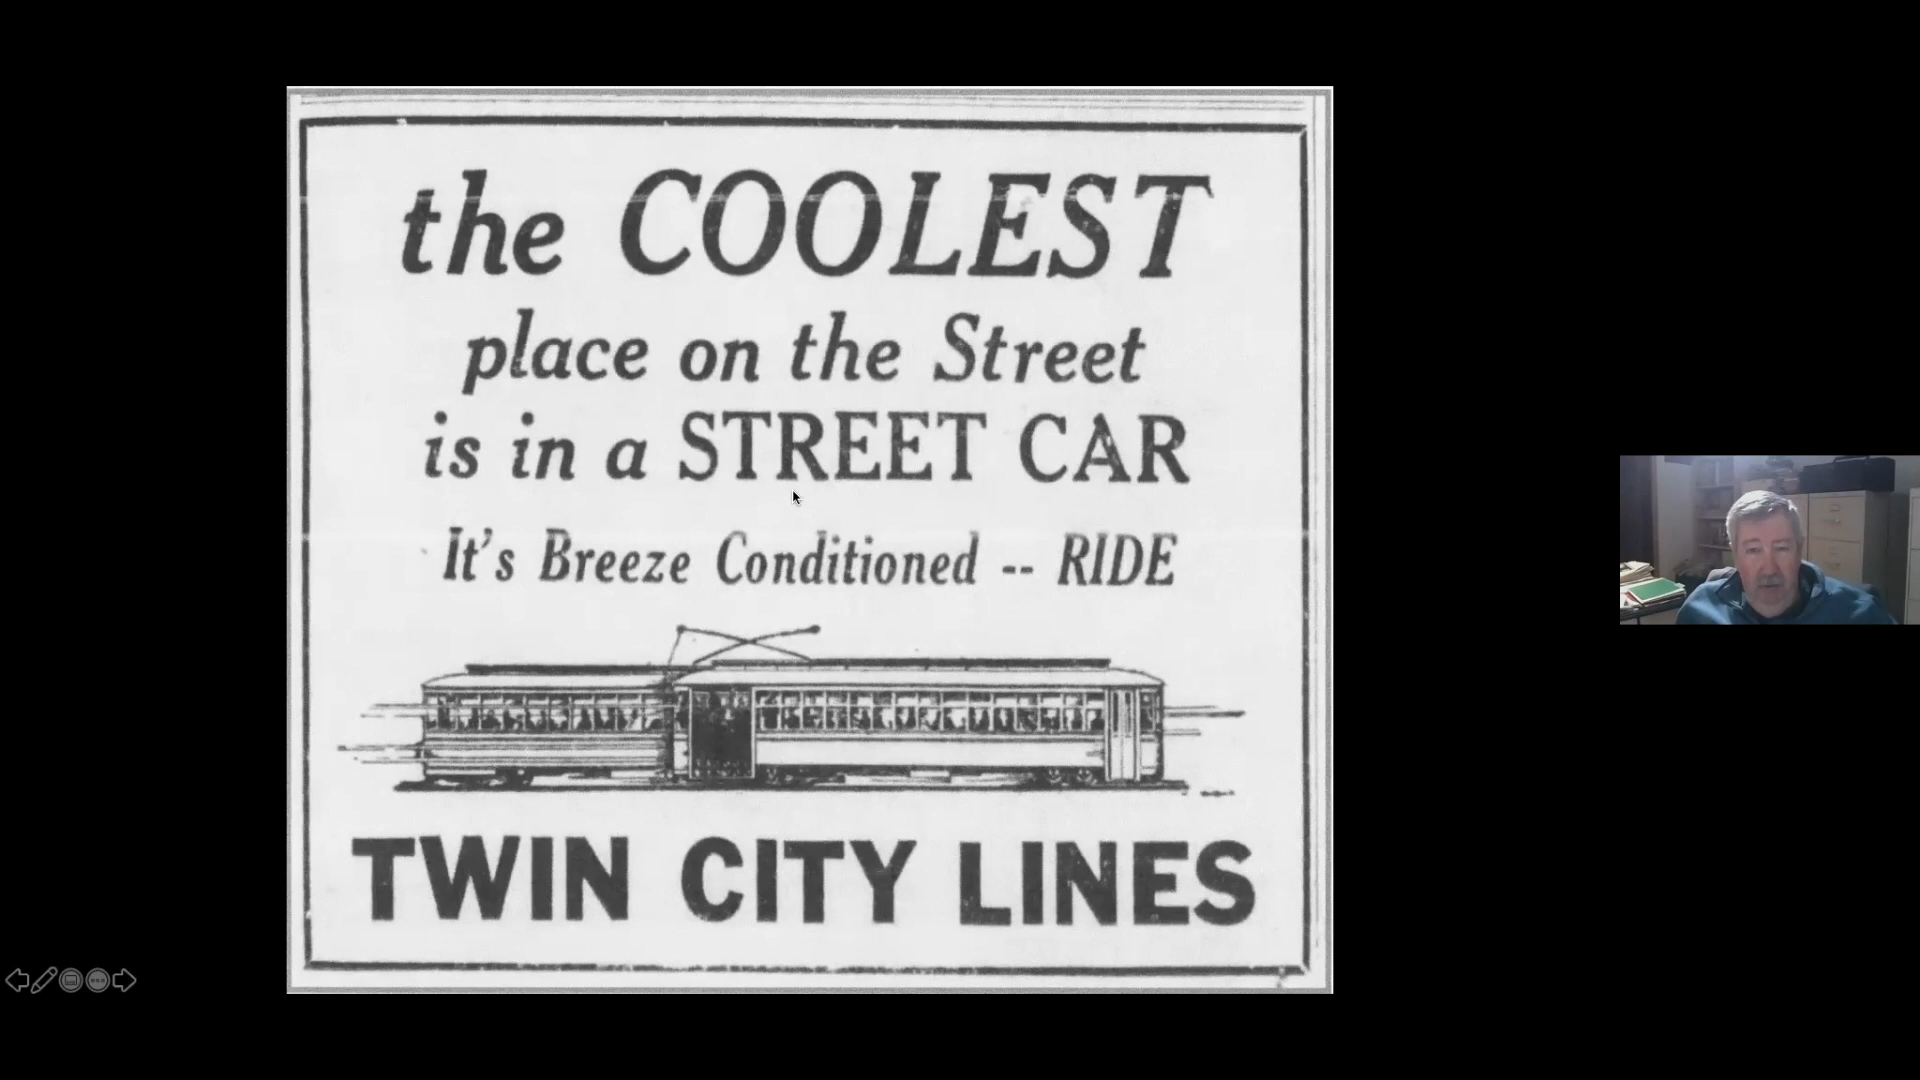 the COOLEST
place on the Street
is in a STREET CAR
It's Breeze Conditioned -- RIDE
TWIN CITY LINES